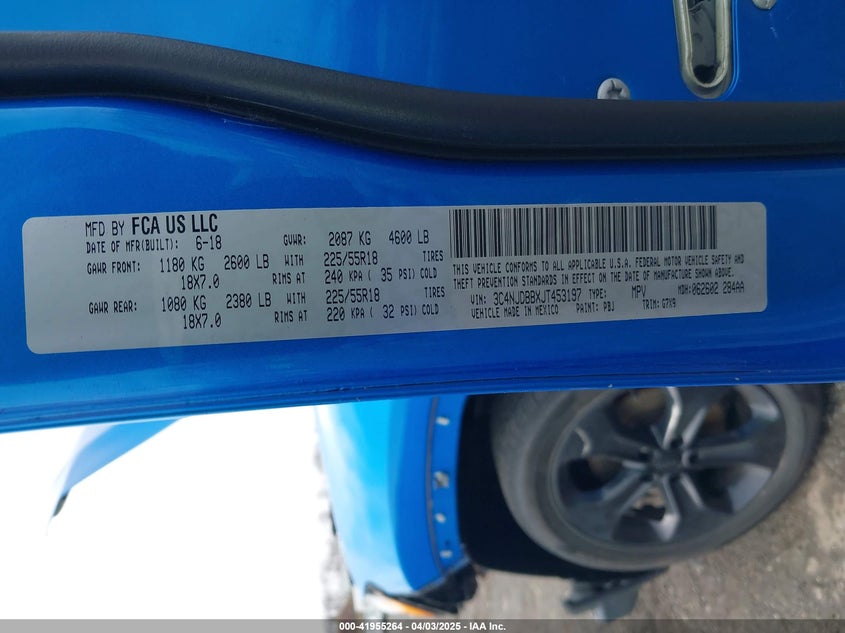 MFD BY FCA US LLC
DATE OF MFR(BUILT): 6-18 GVWR: 2087 KG 4600 LB
GAWR FRONT: 1180 KG 2600 LB WITH 225/55R18 TIRES
18X7.0 RIMS AT 240 KPA ( 35 PSI) COLD
GAWR REAR: 1080 KG 2380 LB WITH 225/55R18 TIRES
18X7.0 RIMS AT 220 KPA ( 32 PSI) COLD
THIS VEHICLE CONFORMS TO ALL APPLICABLE U.S.A. FEDERAL MOTOR VEHICLE SAFETY, BUMPER AND
THEFT PREVENTION STANDARDS IN EFFECT ON THE DATE OF MANUFACTURE SHOWN ABOVE.
VIN: 3C4NJDBBXJT453197 TYPE: MPV MDH:062602 284AA
VEHICLE MADE IN MEXICO PAINT: PBJ TRIM: G7X9
000-41955264 - 04/03/2025 - IAA Inc.